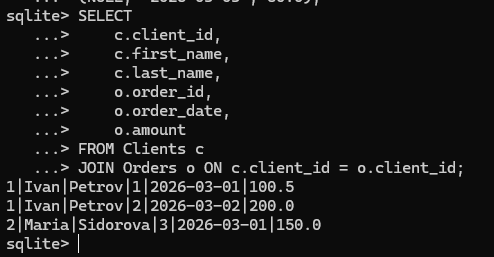 sqlite> SELECT
   ...>     c.client_id,
   ...>     c.first_name,
   ...>     c.last_name,
   ...>     o.order_id,
   ...>     o.order_date,
   ...>     o.amount
   ...> FROM Clients c
   ...> JOIN Orders o ON c.client_id = o.client_id;
1|Ivan|Petrov|1|2026-03-01|100.5
1|Ivan|Petrov|2|2026-03-02|200.0
2|Maria|Sidorova|3|2026-03-01|150.0
sqlite>